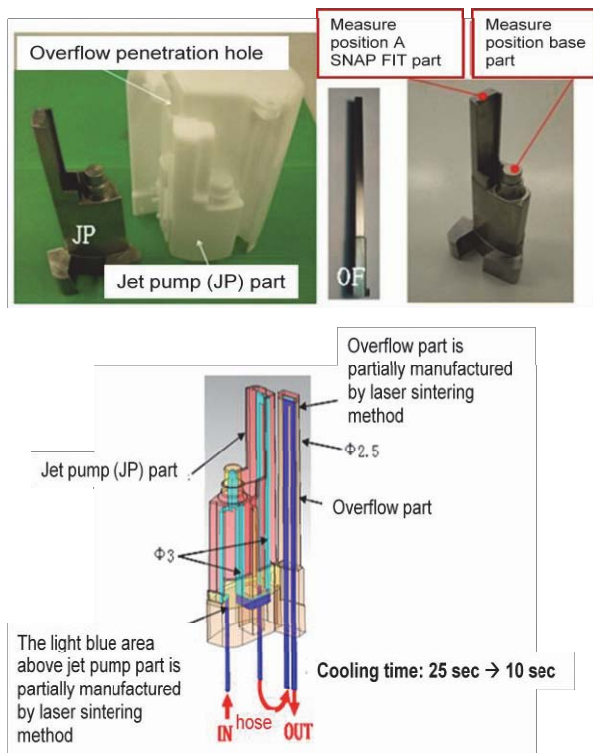 Overflow penetration hole
Measure
position A
SNAP FIT part
Measure
position base
part
JP
OF
Jet pump (JP) part
Overflow part is
partially manufactured
by laser sintering
method
Φ2.5
Jet pump (JP) part
Overflow part
Φ3
The light blue area
above jet pump part is
partially manufactured
by laser sintering
method
Cooling time: 25 sec → 10 sec
IN
hose
OUT